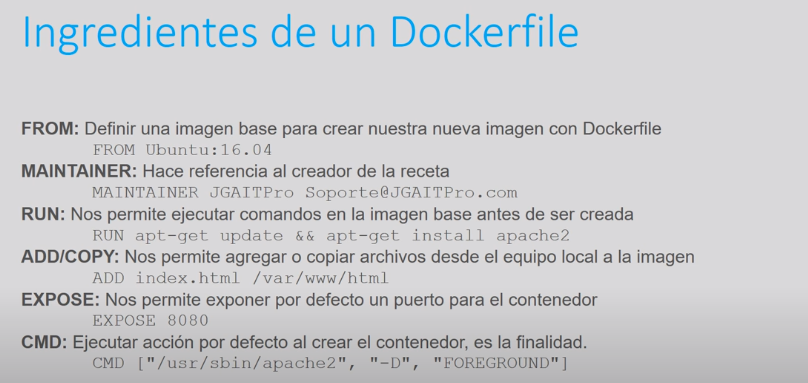 Ingredientes de un Dockerfile
FROM: Definir una imagen base para crear nuestra nueva imagen con Dockerfile
FROM Ubuntu:16.04
MAINTAINER: Hace referencia al creador de la receta
MAINTAINER JGAITPro Soporte@JGAITPro.com
RUN: Nos permite ejecutar comandos en la imagen base antes de ser creada
RUN apt-get update && apt-get install apache2
ADD/COPY: Nos permite agregar o copiar archivos desde el equipo local a la imagen
ADD index.html /var/www/html
EXPOSE: Nos permite exponer por defecto un puerto para el contenedor
EXPOSE 8080
CMD: Ejecutar acción por defecto al crear el contenedor, es la finalidad.
CMD ["/usr/sbin/apache2", "-D", "FOREGROUND"]